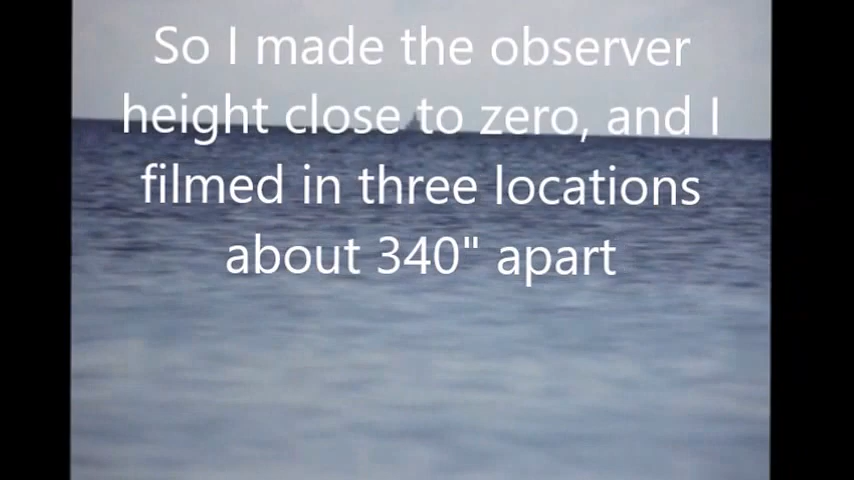 So I made the observer
height close to zero, and I
filmed in three locations
about 340" apart